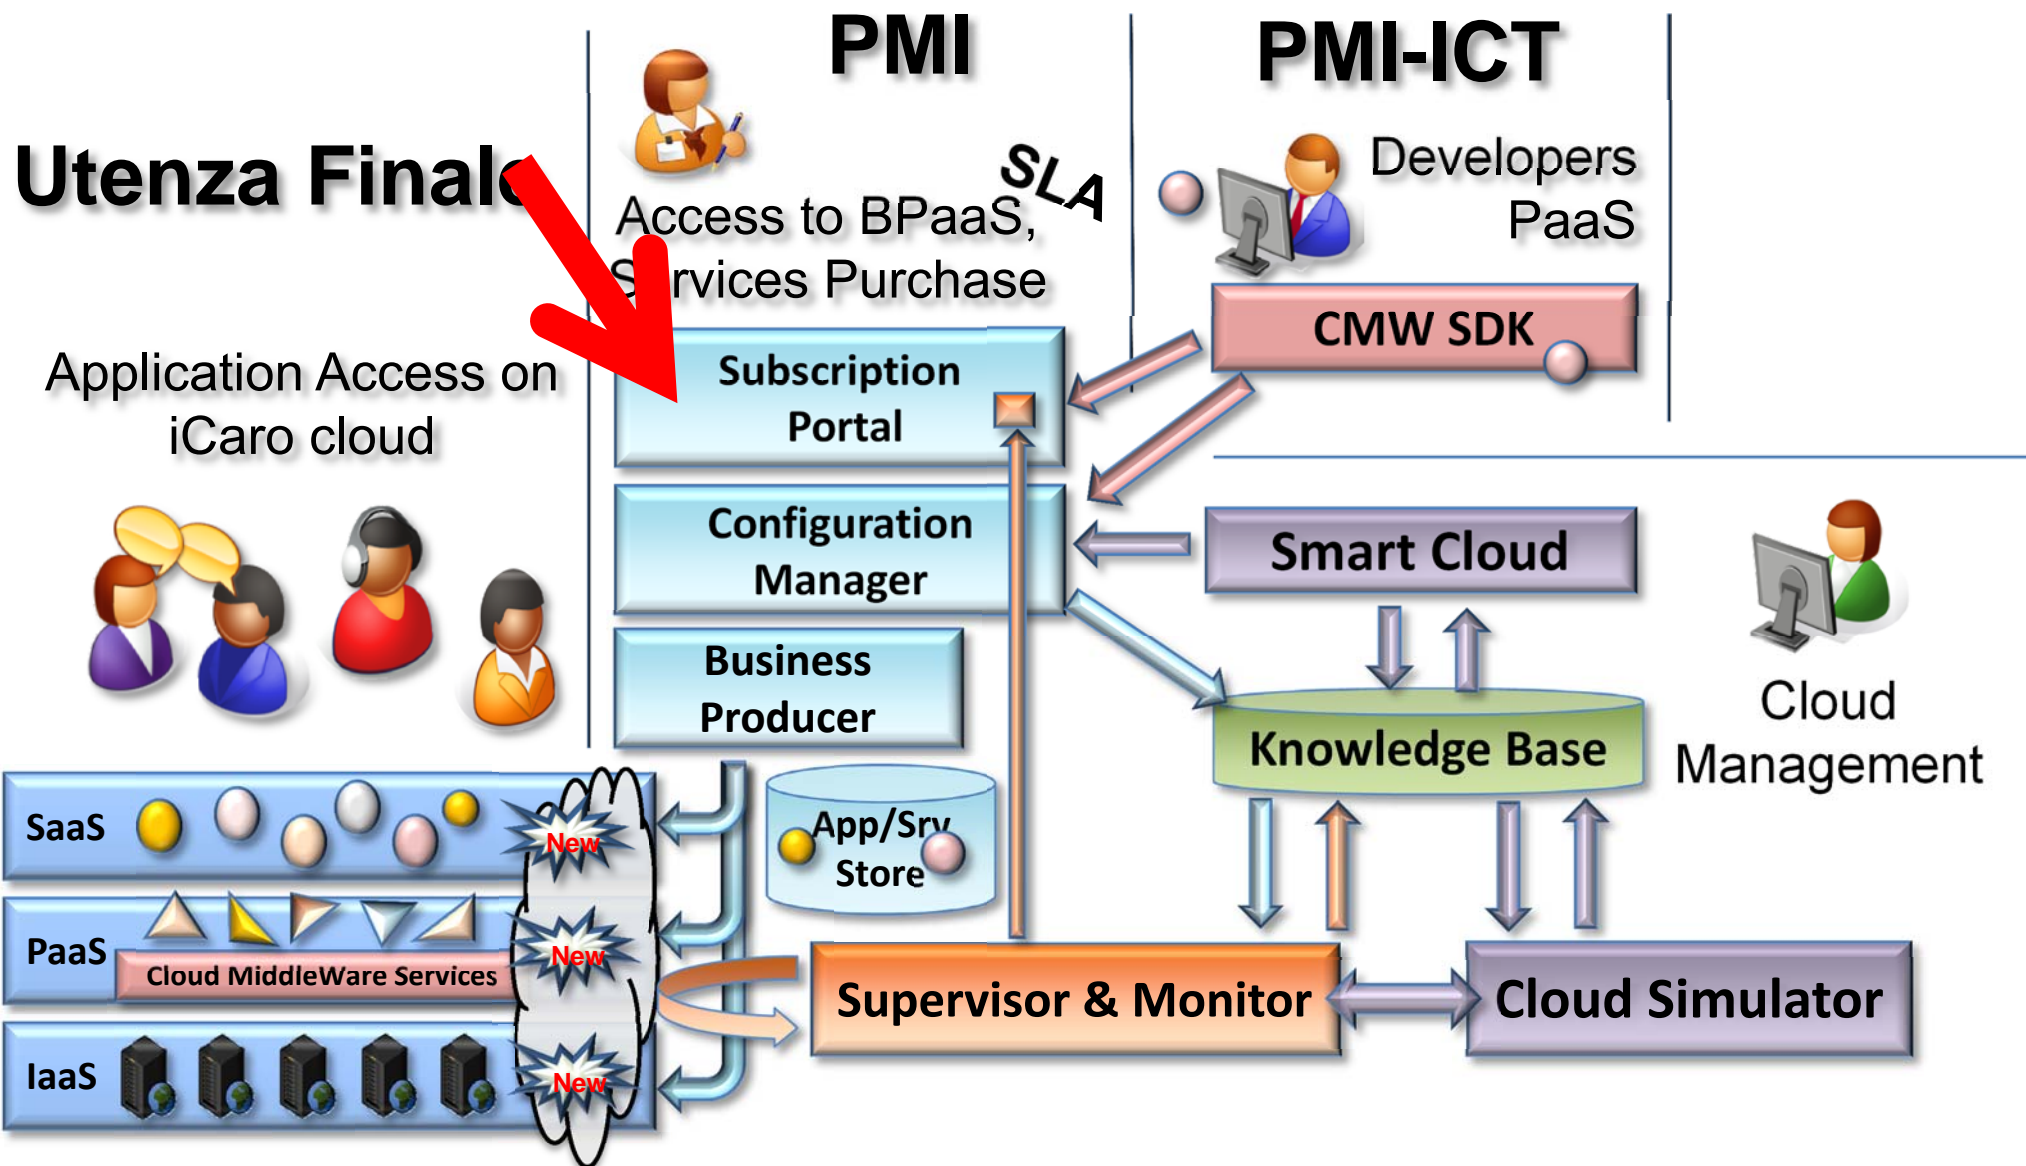 PMI
PMI-ICT
Utenza Finale
SLA
Access to BPaaS,
Services Purchase
Developers
PaaS
CMW SDK
Application Access on
iCaro cloud
Subscription
Portal
Configuration
Manager
Smart Cloud
Business
Producer
Knowledge Base
Cloud
Management
App/Srv
Store
SaaS
New
PaaS
Cloud MiddleWare Services
New
IaaS
New
Supervisor & Monitor
Cloud Simulator